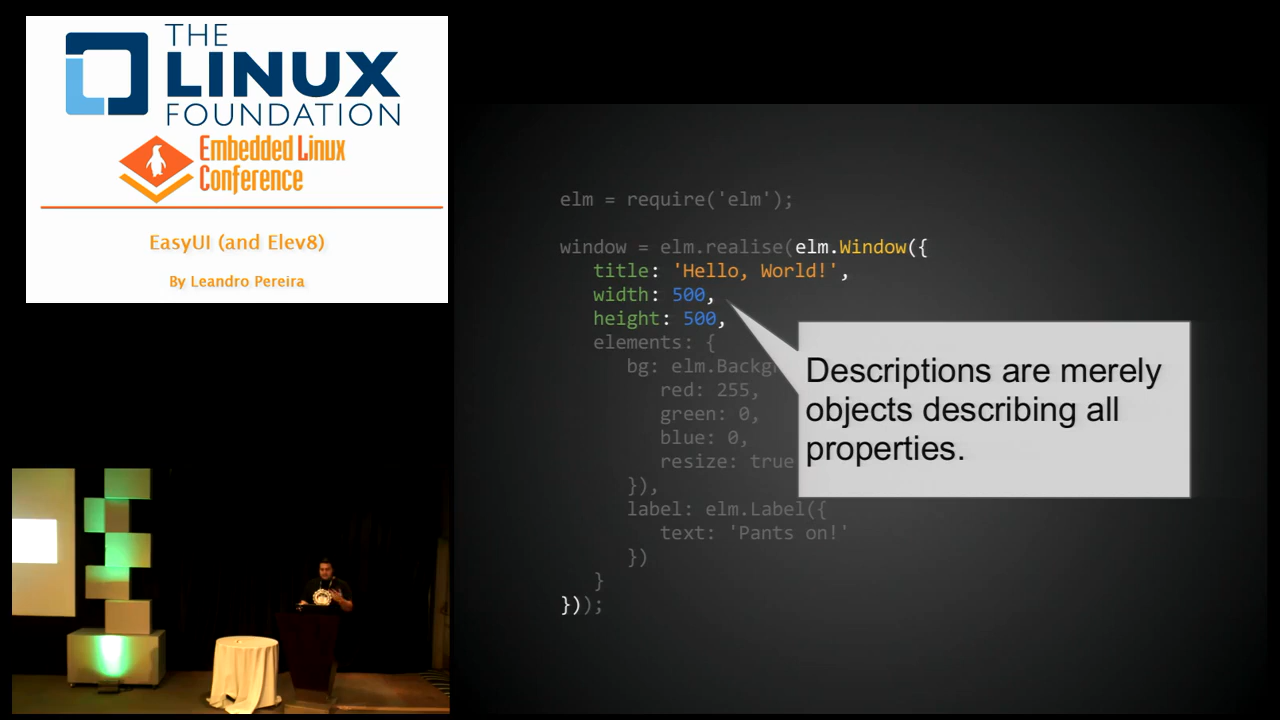 THE
LINUX
FOUNDATION
Embedded Linux
Conference
EasyUI (and Elev8)
By Leandro Pereira
elm = require('elm');
window = elm.realise(elm.Window({
title: 'Hello, World!',
width: 500,
height: 500,
elements: {
bg: elm.Backgr
red: 255,
green: 0,
blue: 0,
resize: true
}),
label: elm.Label({
text: 'Pants on!'
})
}
}));
Descriptions are merely
objects describing all
properties.